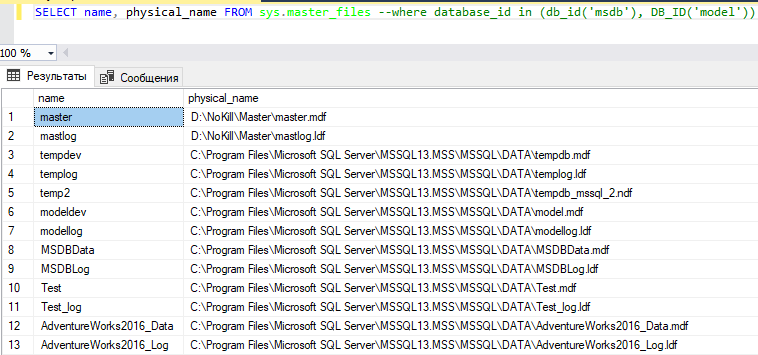 SELECT name, physical_name FROM sys.master_files --where database_id in (db_id('msdb'), DB_ID('model'))
100 %
Результаты Сообщения
name physical_name
1 master D:\NoKill\Master\master.mdf
2 mastlog D:\NoKill\Master\mastlog.ldf
3 tempdev C:\Program Files\Microsoft SQL Server\MSSQL13.MSS\MSSQL\DATA\tempdb.mdf
4 templog C:\Program Files\Microsoft SQL Server\MSSQL13.MSS\MSSQL\DATA\templog.ldf
5 temp2 C:\Program Files\Microsoft SQL Server\MSSQL13.MSS\MSSQL\DATA\tempdb_mssql_2.ndf
6 modeldev C:\Program Files\Microsoft SQL Server\MSSQL13.MSS\MSSQL\DATA\model.mdf
7 modellog C:\Program Files\Microsoft SQL Server\MSSQL13.MSS\MSSQL\DATA\modellog.ldf
8 MSDBData C:\Program Files\Microsoft SQL Server\MSSQL13.MSS\MSSQL\DATA\MSDBData.mdf
9 MSDBLog C:\Program Files\Microsoft SQL Server\MSSQL13.MSS\MSSQL\DATA\MSDBLog.ldf
10 Test C:\Program Files\Microsoft SQL Server\MSSQL13.MSS\MSSQL\DATA\Test.mdf
11 Test_log C:\Program Files\Microsoft SQL Server\MSSQL13.MSS\MSSQL\DATA\Test_log.ldf
12 AdventureWorks2016_Data C:\Program Files\Microsoft SQL Server\MSSQL13.MSS\MSSQL\DATA\AdventureWorks2016_Data.mdf
13 AdventureWorks2016_Log C:\Program Files\Microsoft SQL Server\MSSQL13.MSS\MSSQL\DATA\AdventureWorks2016_Log.ldf